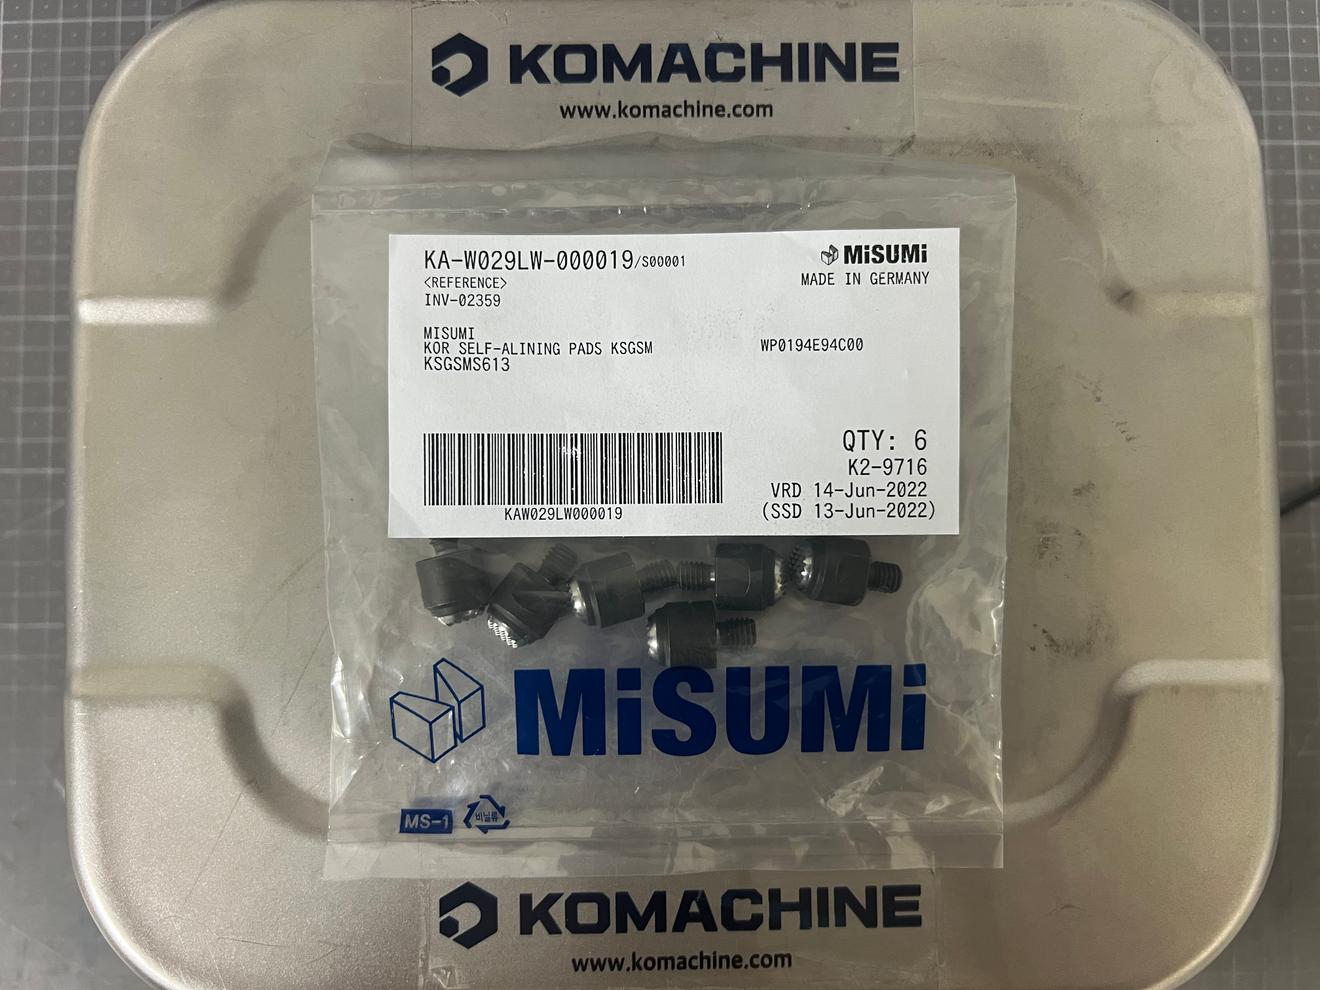 KOMACHINE
www.komachine.com
KA-W029LW-000019/S00001
MiSUMi
<REFERENCE>
MADE IN GERMANY
INV-02359
MISUMI
KOR SELF-ALINING PADS KSGSM
WP0194E94C00
KSGSMS613
QTY: 6
K2-9716
VRD 14-Jun-2022
(SSD 13-Jun-2022)
KAW029LW000019
MiSUMi
MS-1
비닐류
KOMACHINE
www.komachine.com